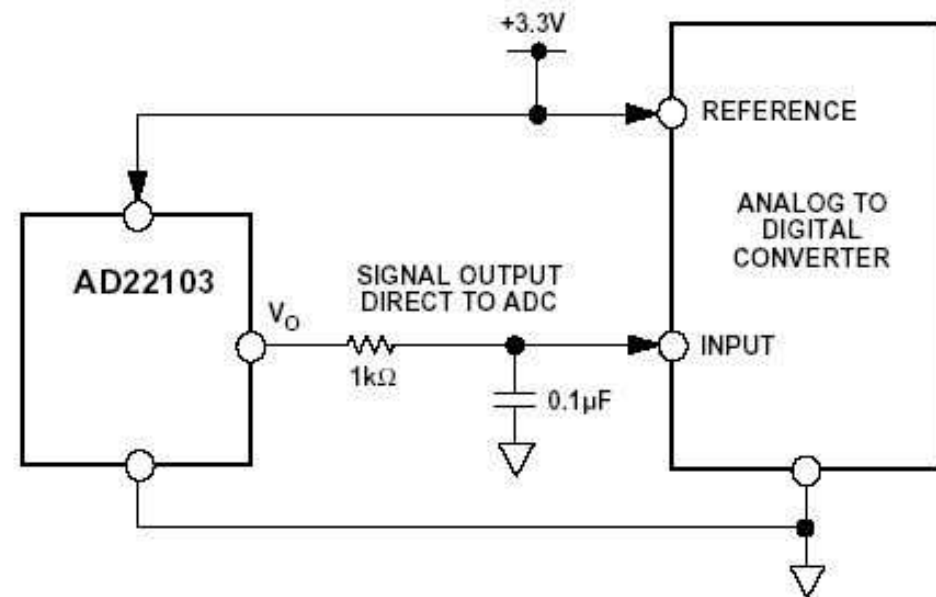 +3.3V
REFERENCE
ANALOG TO
DIGITAL
CONVERTER
AD22103
SIGNAL OUTPUT
DIRECT TO ADC
VO
INPUT
1kΩ
0.1µF